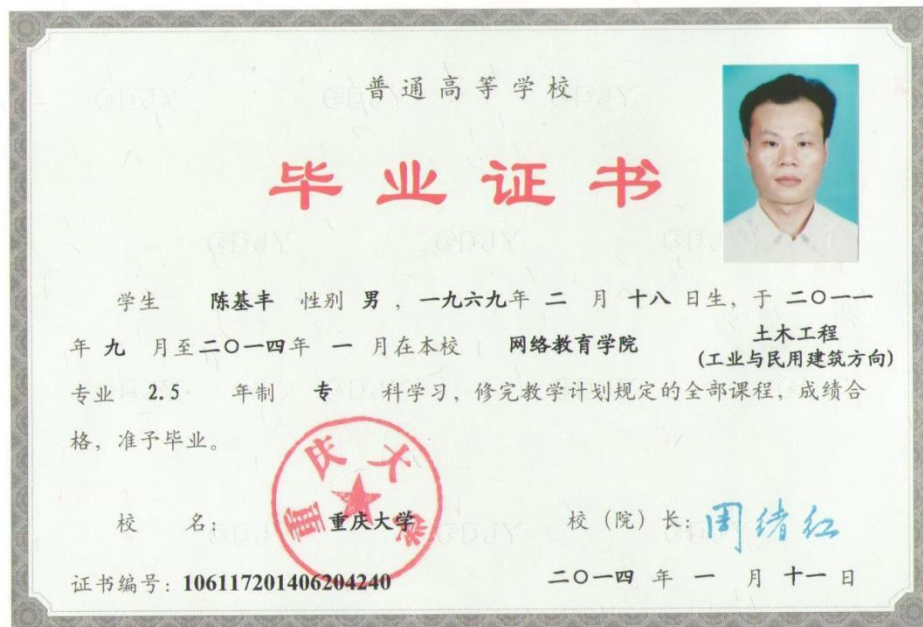 普通高等学校
毕业证书
学生 陈基丰 性别 男，一九六九年 二 月 十八 日生，于 二〇一一
年 九 月至二〇一四年 一 月在本校 网络教育学院 土木工程
(工业与民用建筑方向)
专业 2.5 年制 专 科学习，修完教学计划规定的全部课程，成绩合
格，准予毕业。
重庆大学
校 名： 重庆大学 校（院）长：周绪红
证书编号：106117201406204240 二〇一四 年 一 月 十一 日